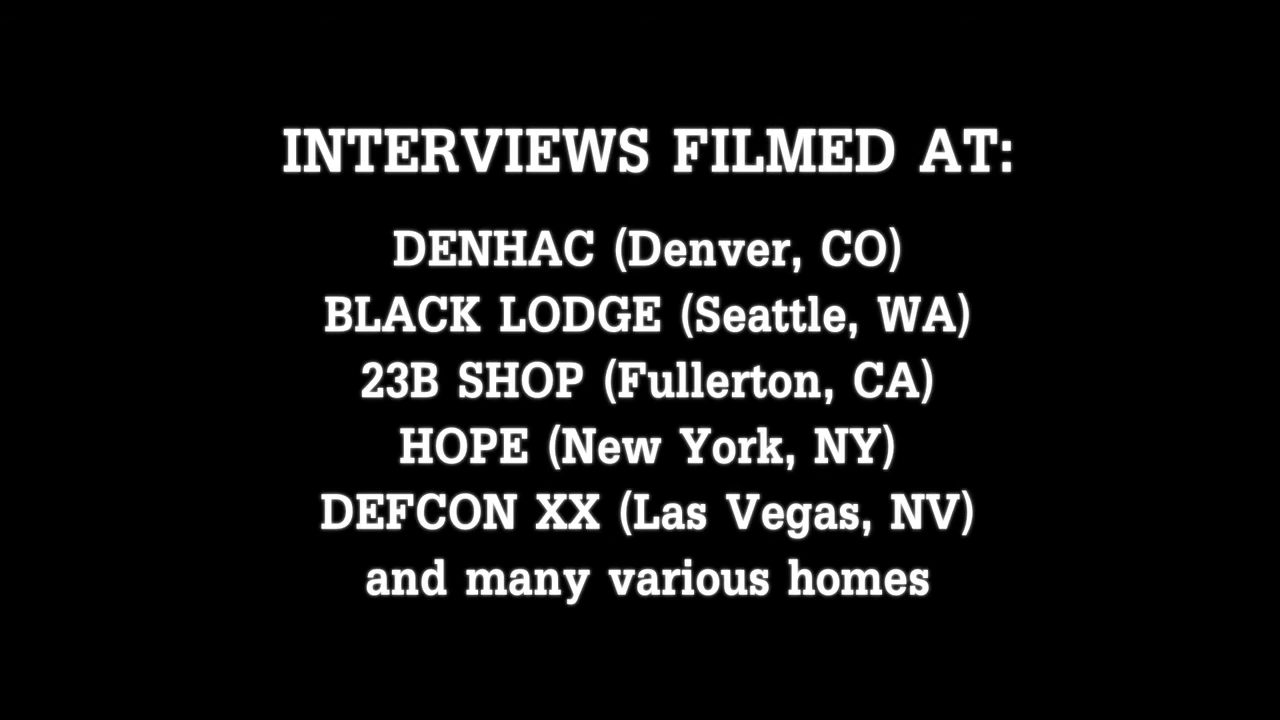 INTERVIEWS FILMED AT:
DENHAC (Denver, CO)
BLACK LODGE (Seattle, WA)
23B SHOP (Fullerton, CA)
HOPE (New York, NY)
DEFCON XX (Las Vegas, NV)
and many various homes